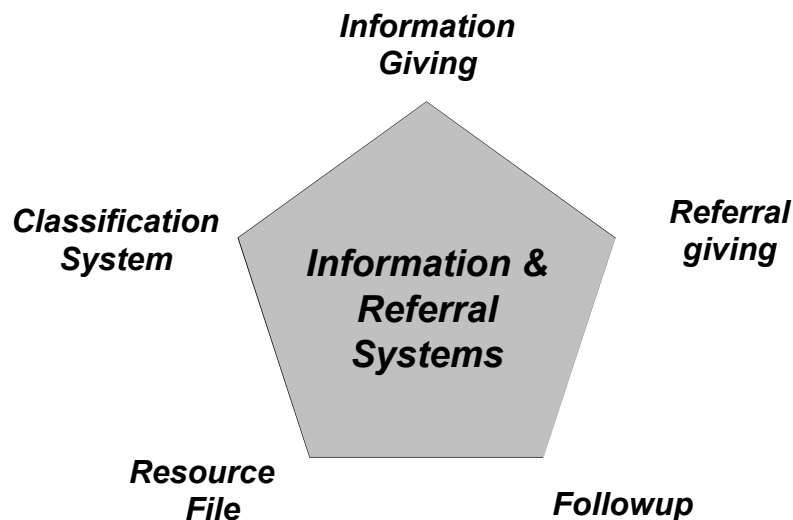 Information
Giving
Classification
System
Referral
giving
Information &
Referral
Systems
Resource
File
Followup